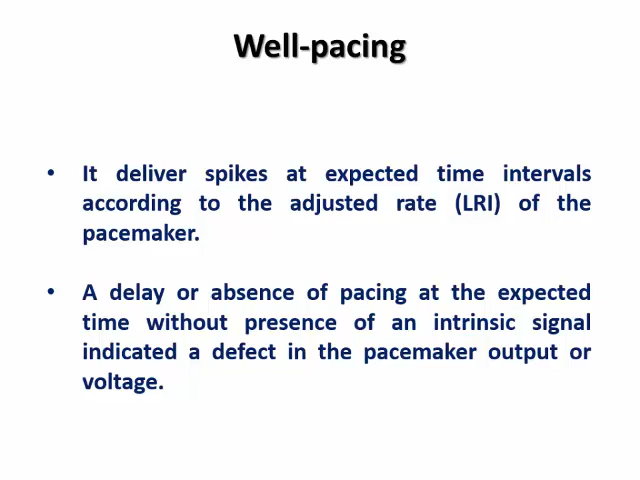 Well-pacing
• It deliver spikes at expected time intervals
according to the adjusted rate (LRI) of the
pacemaker.
• A delay or absence of pacing at the expected
time without presence of an intrinsic signal
indicated a defect in the pacemaker output or
voltage.